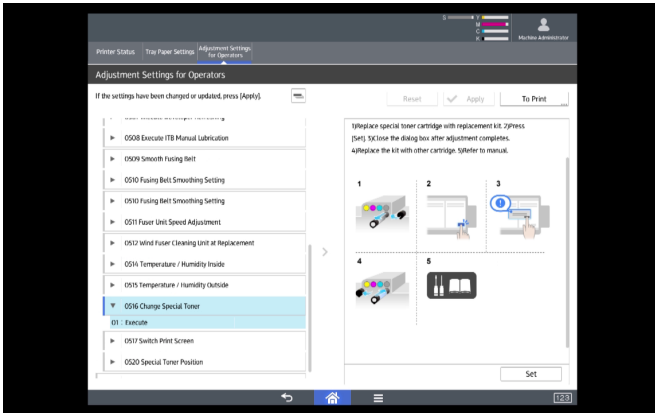 S
Y
M
C
K
Machine Administrator
Printer Status
Tray Paper Settings
Adjustment Settings
for Operators
Adjustment Settings for Operators
If the settings have been changed or updated, press [Apply].
Reset
Apply
To Print
0508 Execute ITB Manual Lubrication
0509 Smooth Fusing Belt
0510 Fusing Belt Smoothing Setting
0510 Fusing Belt Smoothing Setting
0511 Fuser Unit Speed Adjustment
0512 Wind Fuser Cleaning Unit at Replacement
0514 Temperature / Humidity Inside
0515 Temperature / Humidity Outside
0516 Change Special Toner
01 : Execute
0517 Switch Print Screen
0520 Special Toner Position
1)Replace special toner cartridge with replacement kit. 2)Press
[Set]. 3)Close the dialog box after adjustment completes.
4)Replace the kit with other cartridge. 5)Refer to manual.
1
2
3
4
5
Set
123